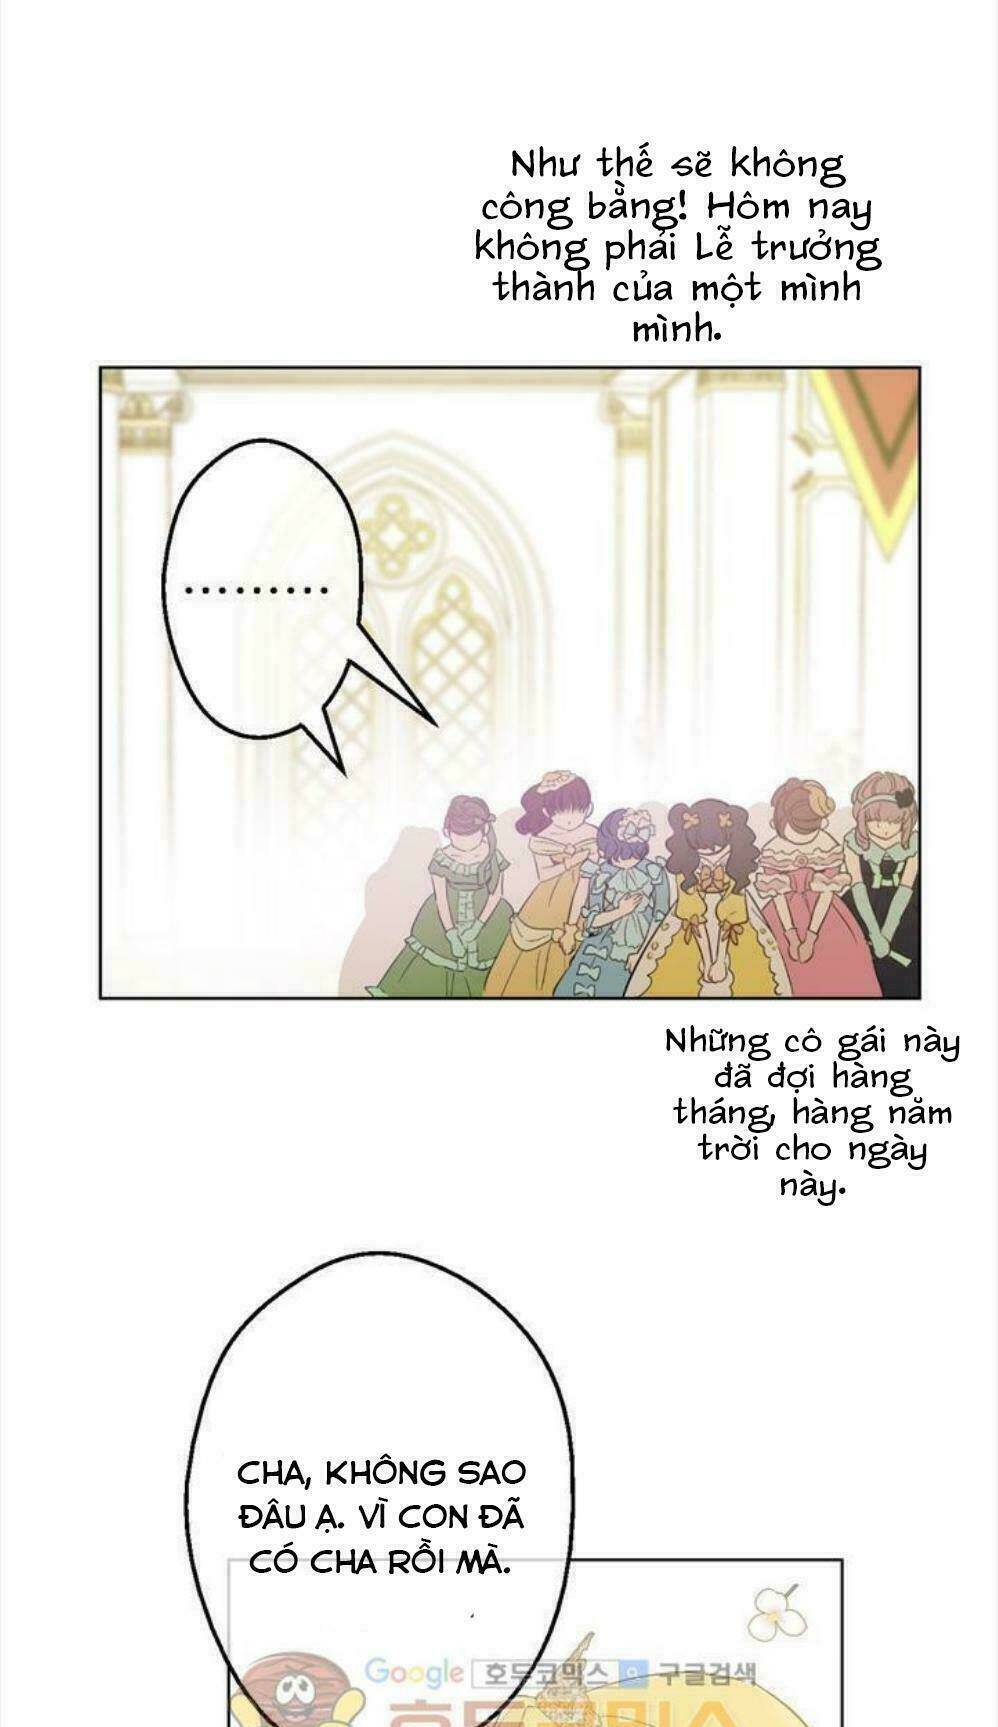 Như thế sẽ không
công bằng! Hôm nay
không phải Lễ trưởng
thành của một mình
mình.
.........
Những cô gái này
đã đợi hàng
tháng, hàng năm
trời cho ngày
này.
CHA, KHÔNG SAO
ĐÂU Ạ. VÌ CON ĐÃ
CÓ CHA RỒI MÀ.
Google 호두코믹스 구글검색